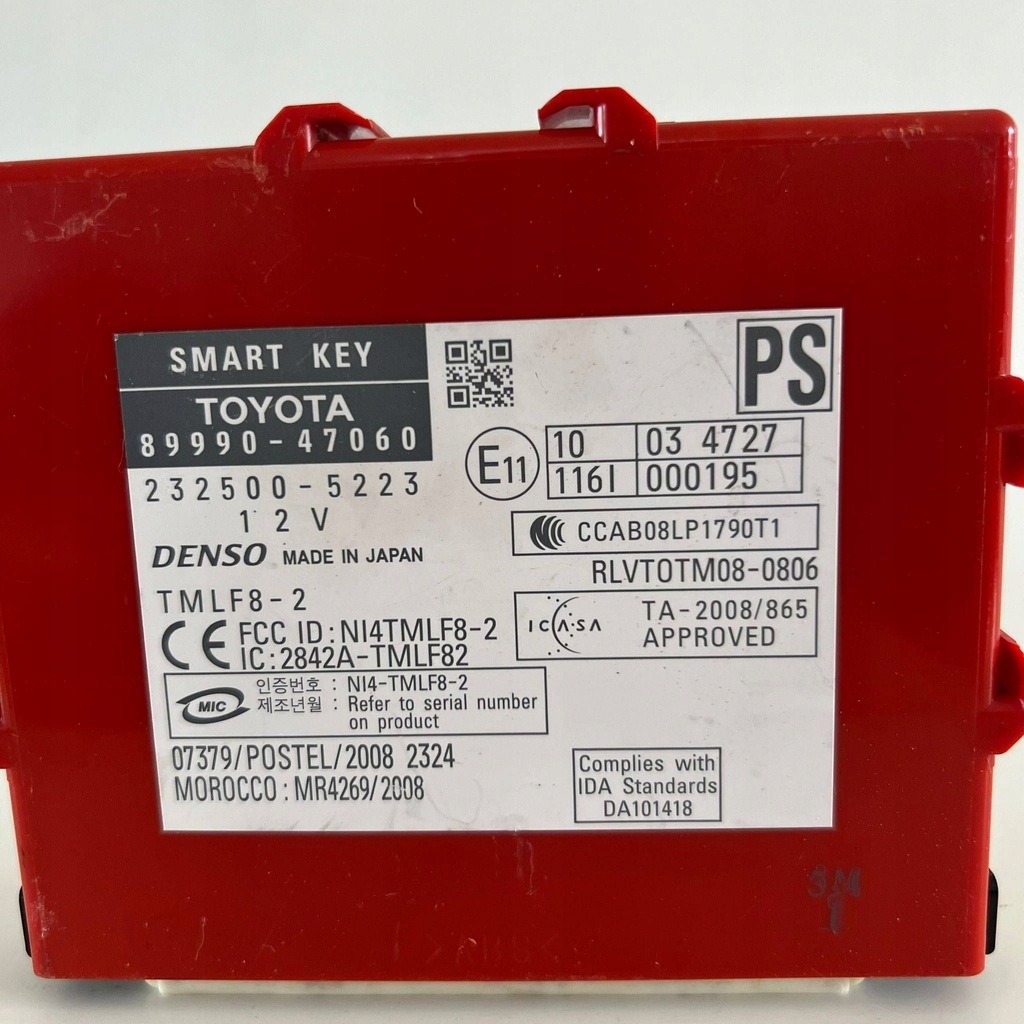 SMART KEY
TOYOTA
89990-47060
232500-5223
12V
DENSO MADE IN JAPAN
TMLF8-2
CE FCC ID: NI4TMLF8-2
IC: 2842A-TMLF82
MIC
인증번호 : NI4-TMLF8-2
제조년월 : Refer to serial number
on product
07379/POSTEL/2008 2324
MOROCCO : MR4269/2008
PS
E11
10 03 4727
116I 000195
CCAB08LP1790T1
RLVTOTM08-0806
ICASA
TA-2008/865
APPROVED
Complies with
IDA Standards
DA101418